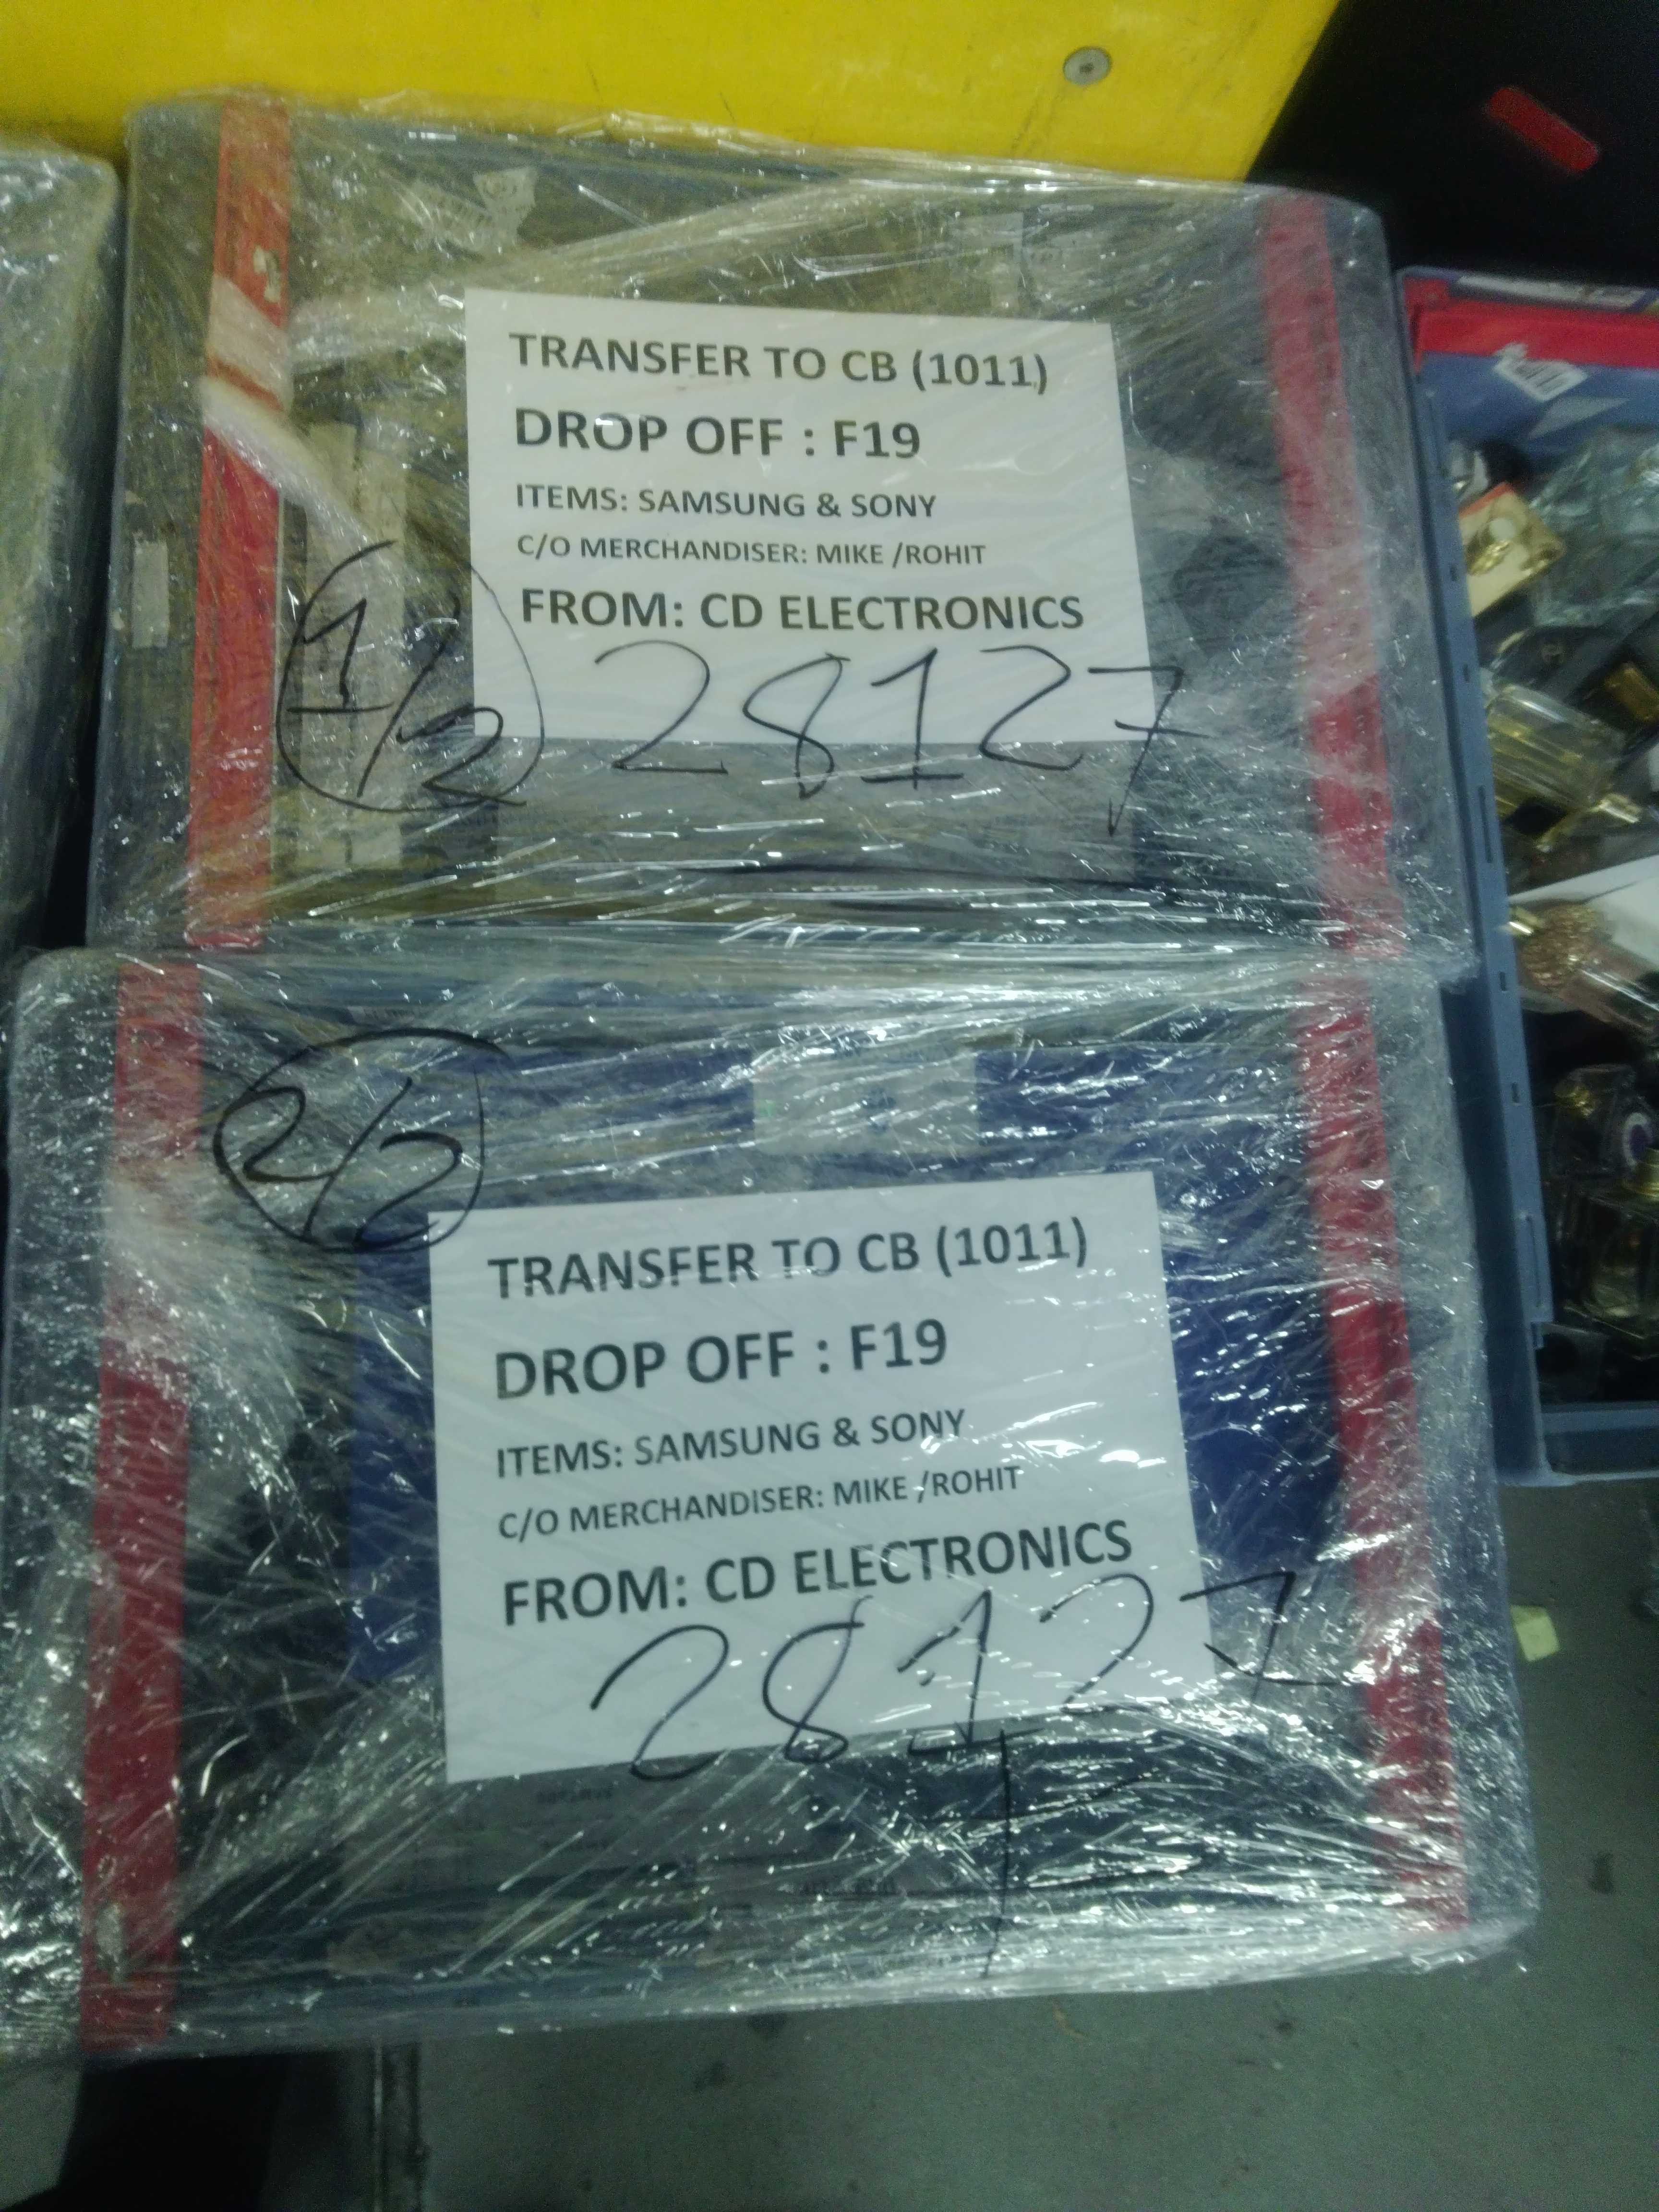 TRANSFER TO CB (1011)
DROP OFF : F19
ITEMS: SAMSUNG & SONY
C/O MERCHANDISER: MIKE /ROHIT
FROM: CD ELECTRONICS
1/2
28127
2/2
TRANSFER TO CB (1011)
DROP OFF : F19
ITEMS: SAMSUNG & SONY
C/O MERCHANDISER: MIKE /ROHIT
FROM: CD ELECTRONICS
28127